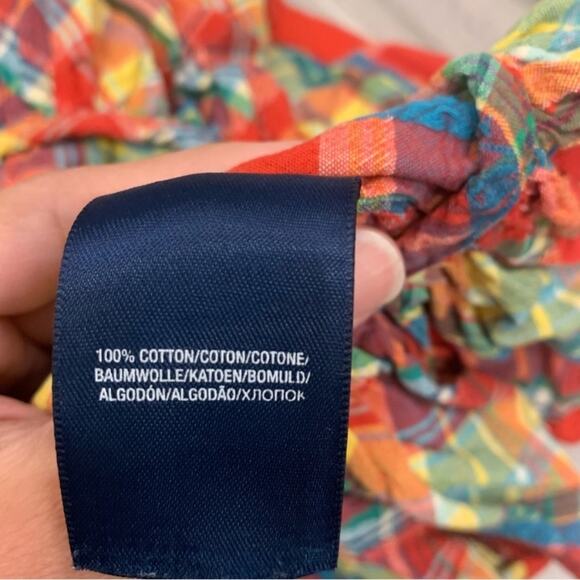 100% COTTON/COTON/COTONE/
BAUMWOLLE/KATOEN/BOMULD/
ALGODÓN/ALGODÃO/ХЛОПОК